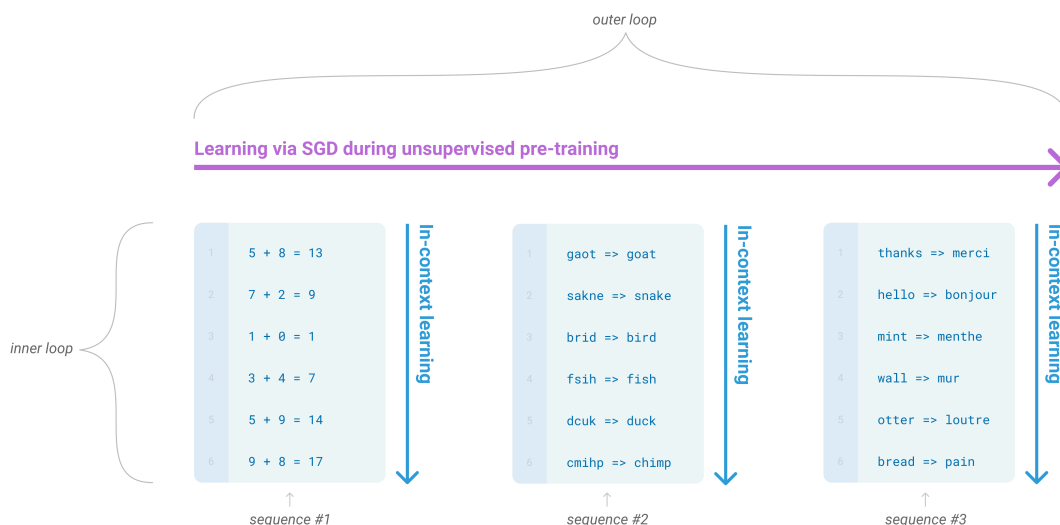 outer loop
Learning via SGD during unsupervised pre-training
inner loop
1 5 + 8 = 13
2 7 + 2 = 9
3 1 + 0 = 1
4 3 + 4 = 7
5 5 + 9 = 14
6 9 + 8 = 17
In-context learning
sequence #1
1 gaot => goat
2 sakne => snake
3 brid => bird
4 fsih => fish
5 dcuk => duck
6 cmihp => chimp
In-context learning
sequence #2
1 thanks => merci
2 hello => bonjour
3 mint => menthe
4 wall => mur
5 otter => loutre
6 bread => pain
In-context learning
sequence #3